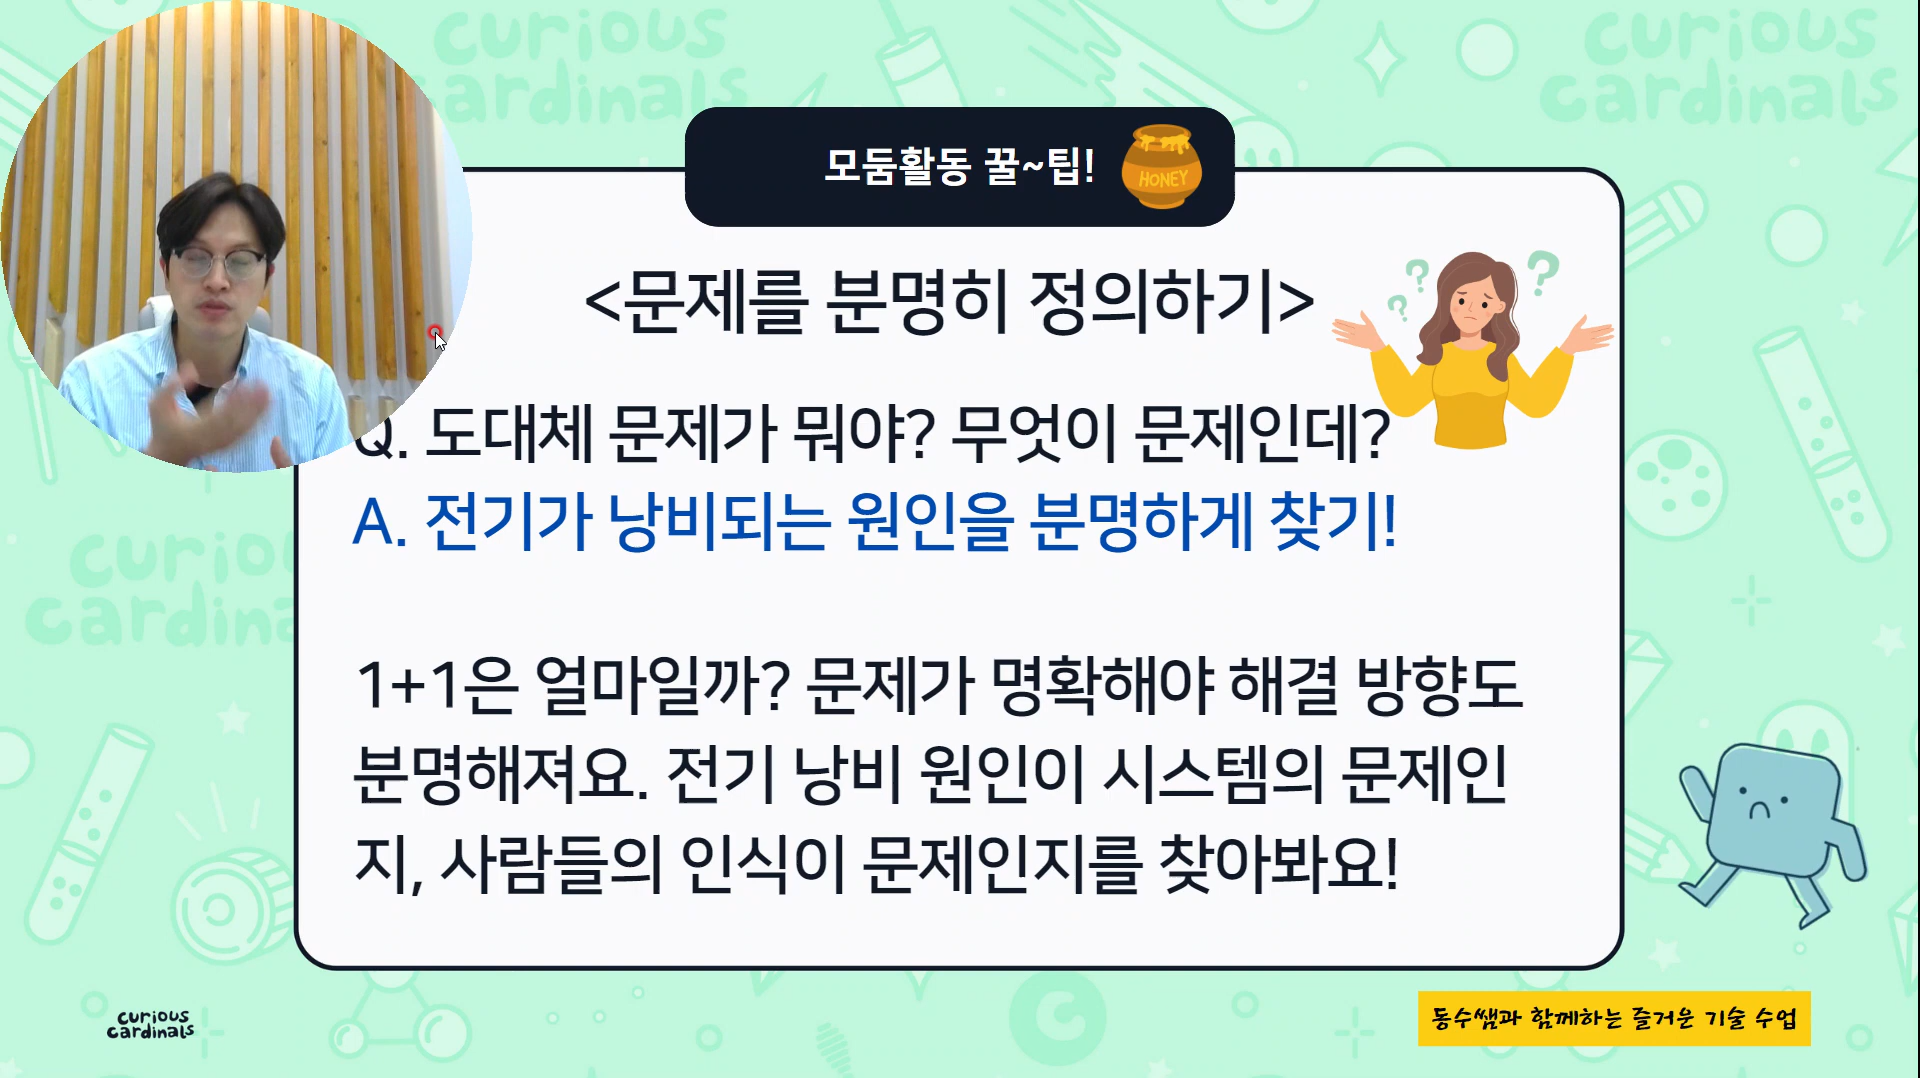 curious
cardinals
curious
cardinals
모둠활동 꿀~팁!
HONEY
<문제를 분명히 정의하기>
? ? ?
Q. 도대체 문제가 뭐야? 무엇이 문제인데?
A. 전기가 낭비되는 원인을 분명하게 찾기!
1+1은 얼마일까? 문제가 명확해야 해결 방향도
분명해져요. 전기 낭비 원인이 시스템의 문제인
지, 사람들의 인식이 문제인지를 찾아봐요!
curious
cardinals
동수쌤과 함께하는 즐거운 기술 수업